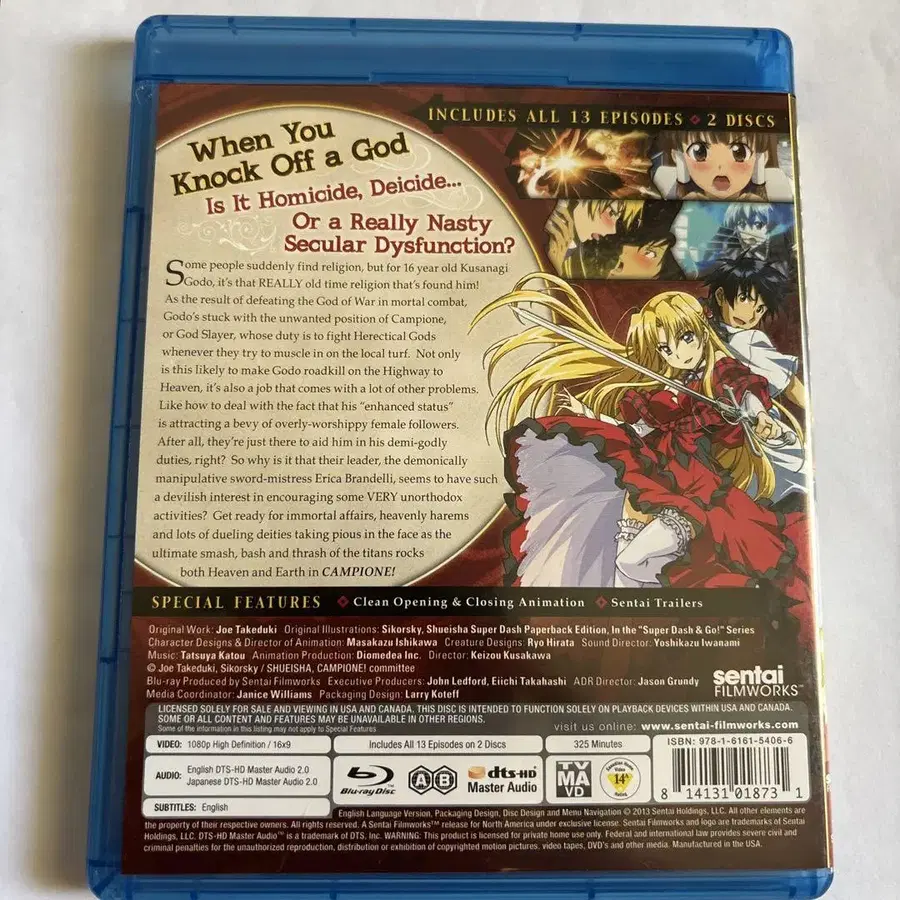 INCLUDES ALL 13 EPISODES 2 DISCS
When You
Knock Off a God
Is It Homicide, Deicide...
Or a Really Nasty
Secular Dysfunction?
Some people suddenly find religion, but for 16 year old Kusanagi
Godo, it's that REALLY old time religion that's found him!
As the result of defeating the God of War in mortal combat,
Godo's stuck with the unwanted position of Campione,
or God Slayer, whose duty is to fight Herectical Gods
whenever they try to muscle in on the local turf. Not only
is this likely to make Godo roadkill on the Highway to
Heaven, it's also a job that comes with a lot of other problems.
Like how to deal with the fact that his "enhanced status"
is attracting a bevy of overly-worshippy female followers.
After all, they're just there to aid him in his demi-godly
duties, right? So why is it that their leader, the demonically
manipulative sword-mistress Erica Brandelli, seems to have such
a devilish interest in encouraging some VERY unorthodox
activities? Get ready for immortal affairs, heavenly harems
and lots of dueling deities taking pious in the face as the
ultimate smash, bash and thrash of the titans rocks
both Heaven and Earth in CAMPIONE!
SPECIAL FEATURES Clean Opening & Closing Animation Sentai Trailers
Original Work: Joe Takeduki Original Illustrations: Sikorsky, Shueisha Super Dash Paperback Edition, In the "Super Dash & Go!" Series
Character Designs & Director of Animation: Masakazu Ishikawa Creature Designs: Ryo Hirata Sound Director: Yoshikazu Iwanami
Music: Tatsuya Katou Animation Production: Diomedea Inc. Director: Keizou Kusakawa
© Joe Takeduki, Sikorsky / SHUEISHA, CAMPIONE! committee
Blu-ray Produced by Sentai Filmworks Executive Producers: John Ledford, Eiichi Takahashi ADR Director: Jason Grundy
Media Coordinator: Janice Williams Packaging Design: Larry Koteff
sentai
FILMWORKS™
LICENSED SOLELY FOR SALE AND VIEWING IN USA AND CANADA. THIS DISC IS INTENDED TO FUNCTION SOLELY ON PLAYBACK DEVICES WITHIN USA AND CANADA.
SOME OR ALL CONTENT AND FEATURES MAY BE UNAVAILABLE IN OTHER REGIONS.
Some of the information in this listing may not apply to Special Features
visit us online: www.sentai-filmworks.com
VIDEO: 1080p High Definition / 16x9
Includes All 13 Episodes on 2 Discs
325 Minutes
ISBN: 978-1-6161-5406-6
AUDIO: English DTS-HD Master Audio 2.0
Japanese DTS-HD Master Audio 2.0
Blu-ray Disc
A B
dts-HD
Master Audio
TV
MA
VD
14+
8 14131 01873 1
SUBTITLES: English
English Language Version, Packaging Design, Disc Design and Menu Navigation © 2013 Sentai Holdings, LLC. All other elements are
the property of their respective owners. All rights reserved. A Sentai Filmworks™ release for North America under exclusive license. Sentai Filmworks and logo are trademarks of Sentai
Holdings, LLC. DTS-HD Master Audio™ is a trademark of DTS, Inc. WARNING: This product is licensed for private home use only. Federal and international law provides severe civil and
criminal penalties for the unauthorized reproduction, distribution or exhibition of copyrighted motion pictures, video tapes, DVD's and other media. Manufactured in the USA.